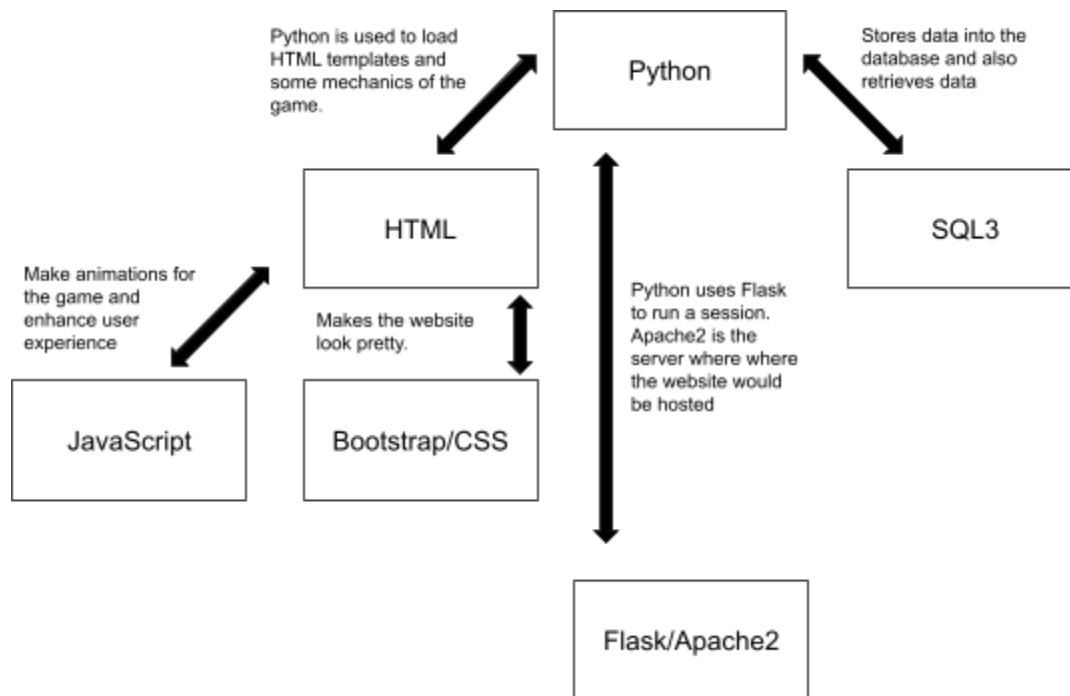 Python is used to load
HTML templates and
some mechanics of the
game.
Python
Stores data into the
database and also
retrieves data
HTML
SQL3
Make animations for
the game and
enhance user
experience
Makes the website
look pretty.
Python uses Flask
to run a session.
Apache2 is the
server where where
the website would
be hosted
JavaScript
Bootstrap/CSS
Flask/Apache2